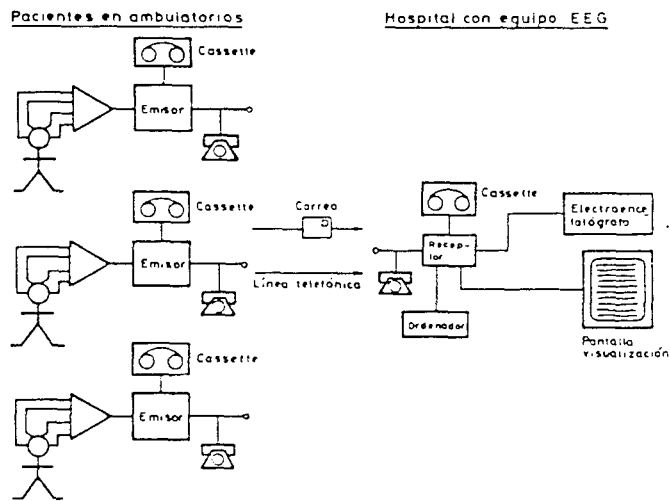 Pacientes en ambulatorios
Hospital con equipo EEG
Cassette
Emisor
Cassette
Emisor
Correo
Línea telefónica
Cassette
Recep-
tor
Electroence
falógrafo
Ordenador
Pantalla
visualización
Cassette
Emisor